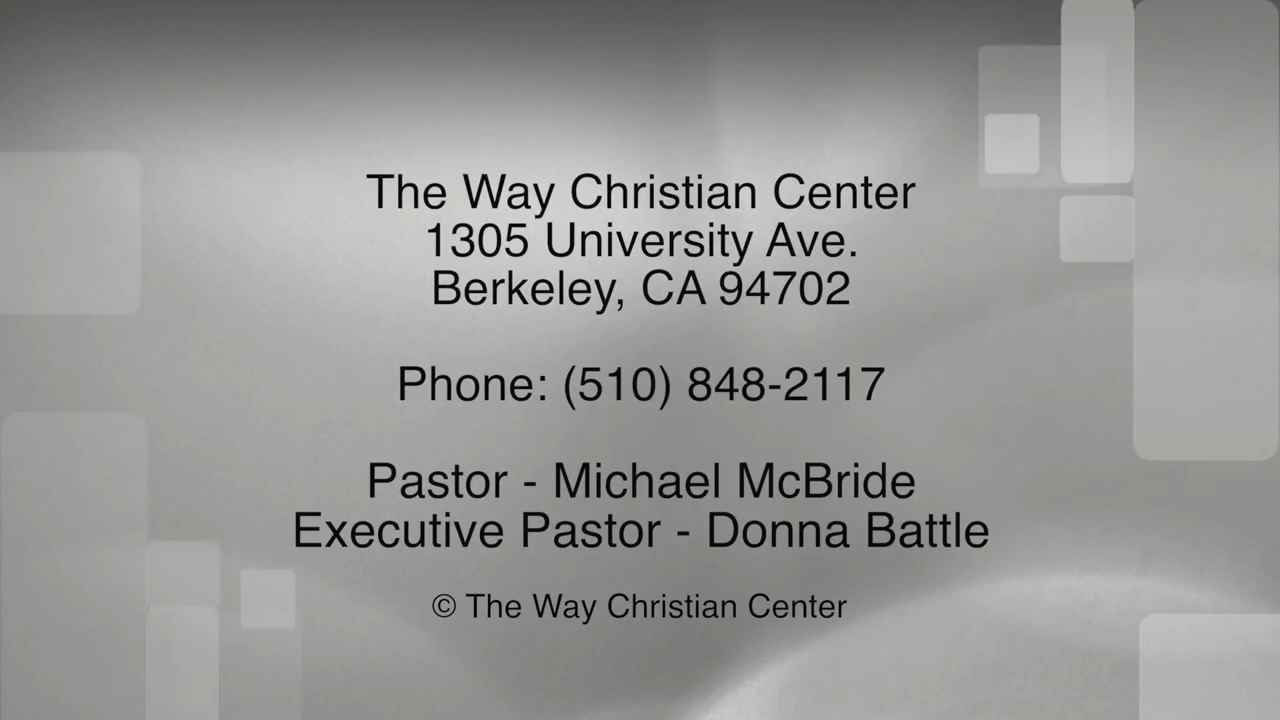 The Way Christian Center
1305 University Ave.
Berkeley, CA 94702
Phone: (510) 848-2117
Pastor - Michael McBride
Executive Pastor - Donna Battle
© The Way Christian Center